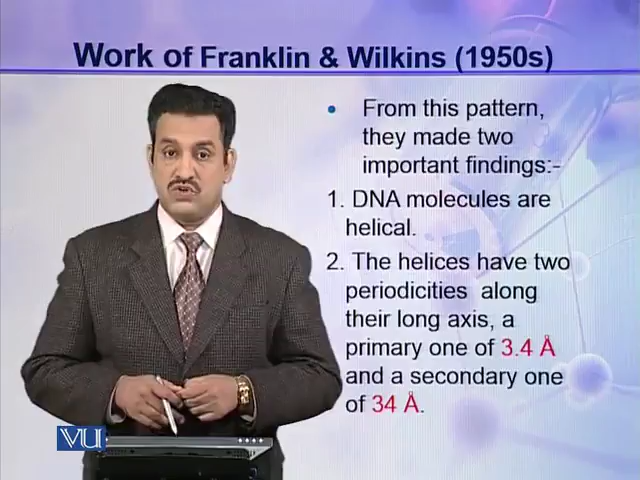 Work of Franklin & Wilkins (1950s)
• From this pattern,
they made two
important findings:-
1. DNA molecules are
helical.
2. The helices have two
periodicities along
their long axis, a
primary one of 3.4 Å
and a secondary one
of 34 Å.
VU